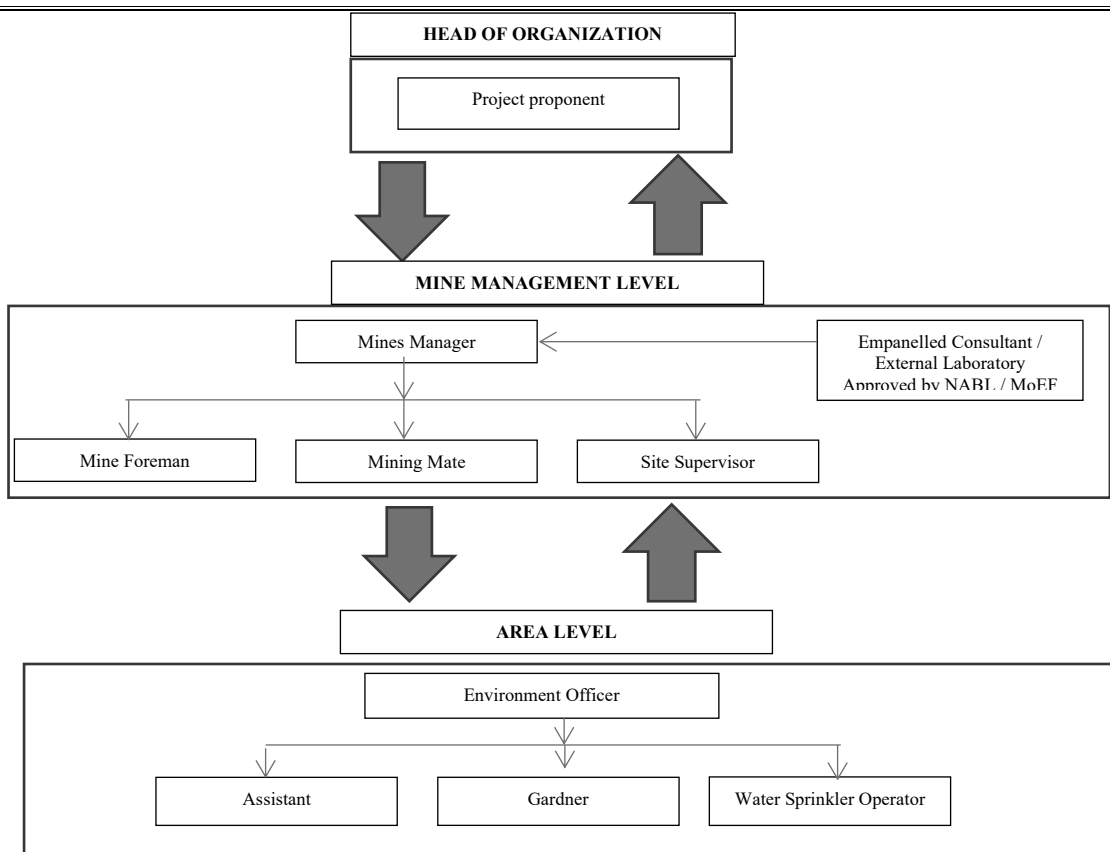 HEAD OF ORGANIZATION
Project proponent
MINE MANAGEMENT LEVEL
Mines Manager
Empanelled Consultant /
External Laboratory
Approved by NABL / MoEF
Mine Foreman
Mining Mate
Site Supervisor
AREA LEVEL
Environment Officer
Assistant
Gardner
Water Sprinkler Operator